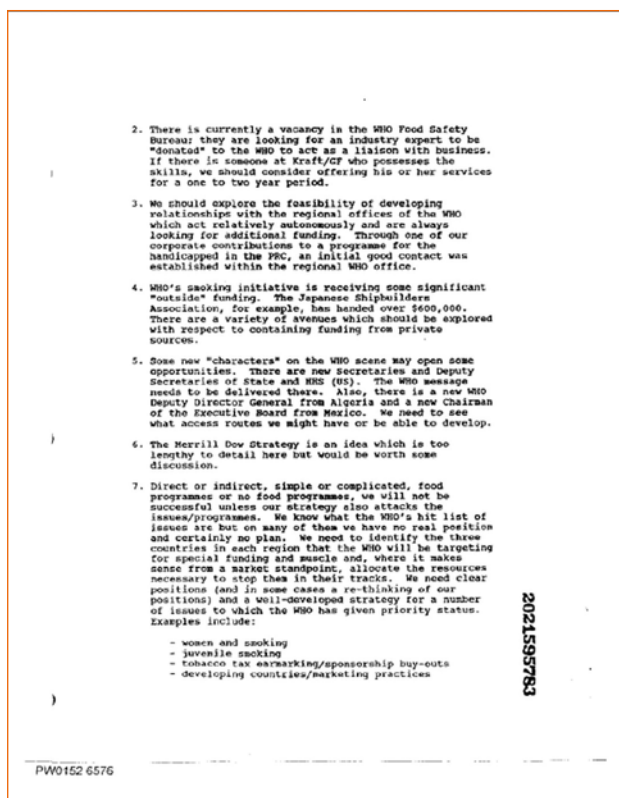 2. There is currently a vacancy in the WHO Food Safety
Bureau; they are looking for an industry expert to be
"donated" to the WHO to act as a liaison with business.
If there is someone at Kraft/GF who possesses the
skills, we should consider offering his or her services
for a one to two year period.
3. We should explore the feasibility of developing
relationships with the regional offices of the WHO
which act relatively autonomously and are always
looking for additional funding. Through one of our
corporate contributions to a programme for the
handicapped in the PRC, an initial good contact was
established within the regional WHO office.
4. WHO's smoking initiative is receiving some significant
"outside" funding. The Japanese Shipbuilders
Association, for example, has handed over $600,000.
There are a variety of avenues which should be explored
with respect to containing funding from private
sources.
5. Some new "characters" on the WHO scene may open some
opportunities. There are new Secretaries and Deputy
Secretaries of State and HHS (US). The WHO message
needs to be delivered there. Also, there is a new WHO
Deputy Director General from Algeria and a new Chairman
of the Executive Board from Mexico. We need to see
what access routes we might have or be able to develop.
6. The Merrill Dow Strategy is an idea which is too
lengthy to detail here but would be worth some
discussion.
7. Direct or indirect, simple or complicated, food
programmes or no food programmes, we will not be
successful unless our strategy also attacks the
issues/programmes. We know what the WHO's hit list of
issues are but on many of them we have no real position
and certainly no plan. We need to identify the three
countries in each region that the WHO will be targeting
for special funding and muscle and, where it makes
sense from a market standpoint, allocate the resources
necessary to stop them in their tracks. We need clear
positions (and in some cases a re-thinking of our
positions) and a well-developed strategy for a number
of issues to which the WHO has given priority status.
Examples include:
- women and smoking
- juvenile smoking
- tobacco tax earmarking/sponsorship buy-outs
- developing countries/marketing practices
2021595783
PW0152 6576